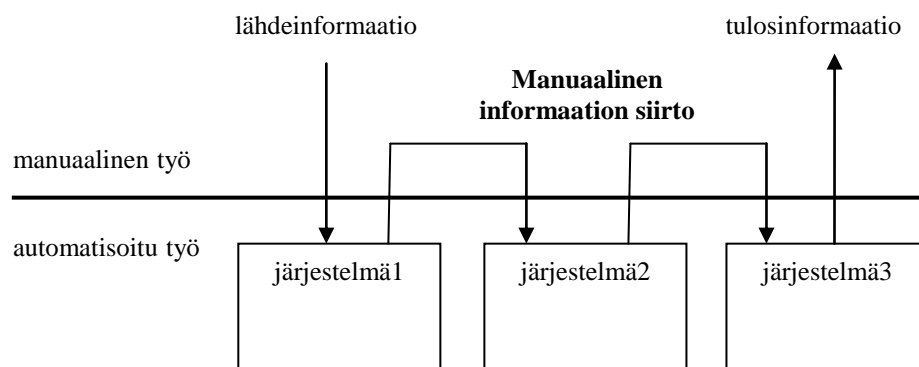 lähdeinformaatio
tulosinformaatio
Manuaalinen
informaation siirto
manuaalinen työ
automatisoitu työ
järjestelmä1
järjestelmä2
järjestelmä3